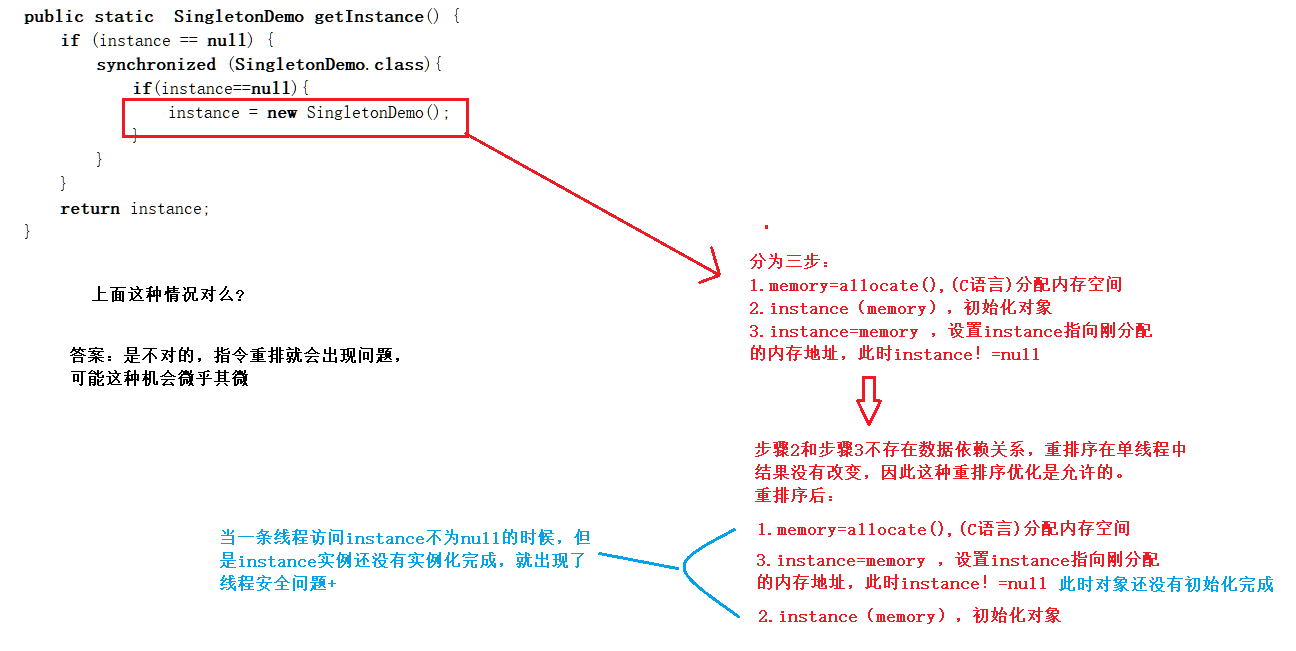 public static  SingletonDemo getInstance() {
if (instance == null) {
synchronized (SingletonDemo.class){
if(instance==null){
instance = new SingletonDemo();
}
}
}
return instance;
}
上面这种情况对么?
答案：是不对的，指令重排就会出现问题，
可能这种机会微乎其微
分为三步：
1.memory=allocate(),(C语言)分配内存空间
2.instance（memory），初始化对象
3.instance=memory ，设置instance指向刚分配
的内存地址，此时instance！=null
步骤2和步骤3不存在数据依赖关系，重排序在单线程中
结果没有改变，因此这种重排序优化是允许的。
重排序后：
1.memory=allocate(),(C语言)分配内存空间
3.instance=memory ，设置instance指向刚分配
的内存地址，此时instance！=null 此时对象还没有初始化完成
2.instance（memory），初始化对象
当一条线程访问instance不为null的时候，但
是instance实例还没有实例化完成，就出现了
线程安全问题+